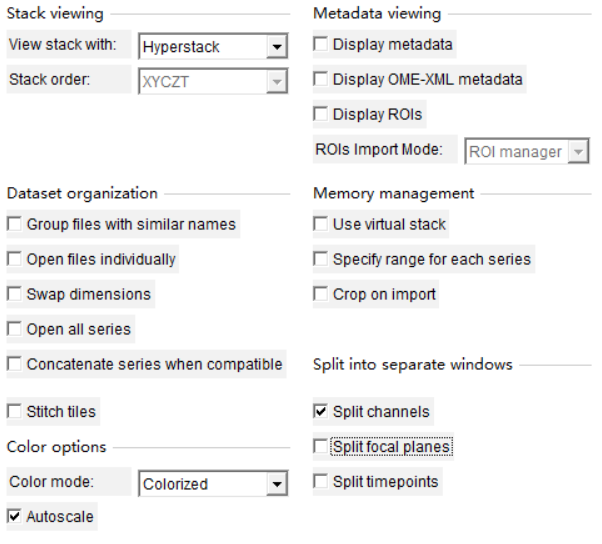 Stack viewing
View stack with: Hyperstack
Stack order: XYCZT
Metadata viewing
Display metadata
Display OME-XML metadata
Display ROIs
ROIs Import Mode: ROI manager
Dataset organization
Group files with similar names
Open files individually
Swap dimensions
Open all series
Concatenate series when compatible
Stitch tiles
Memory management
Use virtual stack
Specify range for each series
Crop on import
Color options
Color mode: Colorized
Autoscale
Split into separate windows
Split channels
Split focal planes
Split timepoints